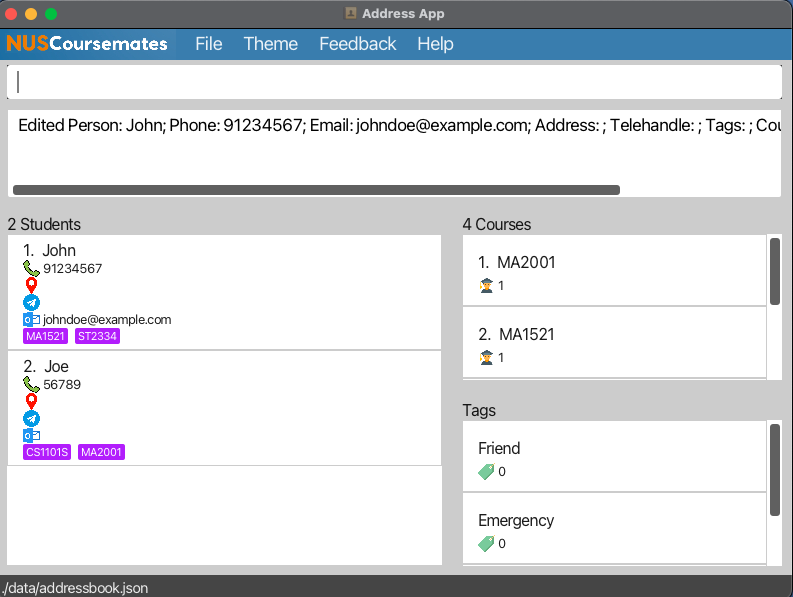 Address App
NUSCoursemates File Theme Feedback Help
Edited Person: John; Phone: 91234567; Email: johndoe@example.com; Address: ; Telehandle: ; Tags: ;
2 Students
1. John
91234567
johndoe@example.com
MA1521 ST2334
2. Joe
56789
CS1101S MA2001
4 Courses
1. MA2001
1
2. MA1521
1
Tags
Friend
0
Emergency
0
./data/addressbook.json